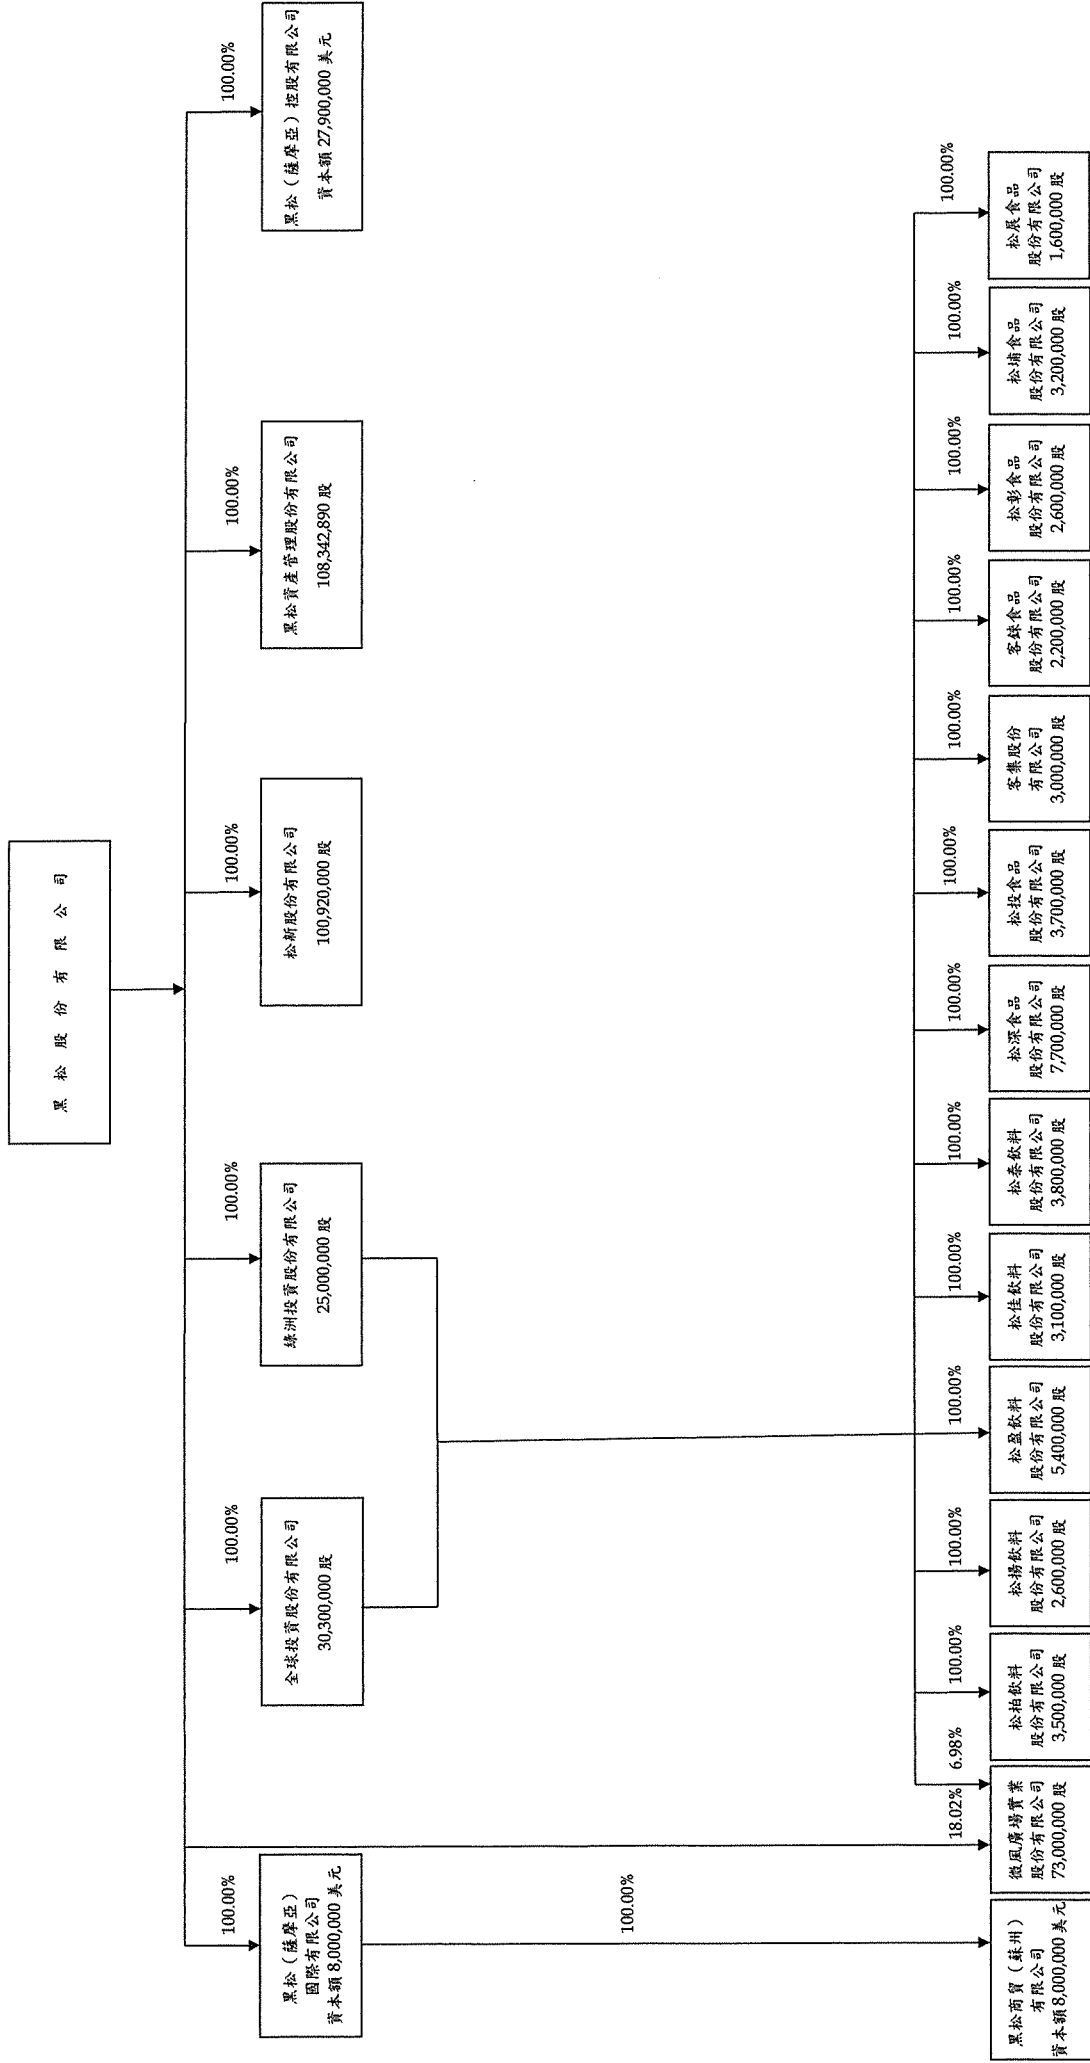 黑松股份有限公司
100.00%
100.00%
100.00%
100.00%
100.00%
100.00%
黑松（薩摩亞）
國際有限公司
資本額 8,000,000 美元
全球投資股份有限公司
30,300,000 股
綠洲投資股份有限公司
25,000,000 股
松新股份有限公司
100,920,000 股
黑松資產管理股份有限公司
108,342,890 股
黑松（薩摩亞）控股有限公司
資本額 27,900,000 美元
100.00%
18.02%
6.98%
100.00%
100.00%
100.00%
100.00%
100.00%
100.00%
100.00%
100.00%
100.00%
100.00%
100.00%
100.00%
黑松商貿（蘇州）
有限公司
資本額 8,000,000 美元
微風廣場實業
股份有限公司
73,000,000 股
松柏飲料
股份有限公司
3,500,000 股
松揚飲料
股份有限公司
2,600,000 股
松盈飲料
股份有限公司
5,400,000 股
松佳飲料
股份有限公司
3,100,000 股
松泰飲料
股份有限公司
3,800,000 股
松深食品
股份有限公司
7,700,000 股
松投食品
股份有限公司
3,700,000 股
客集股份
有限公司
3,000,000 股
客錸食品
股份有限公司
2,200,000 股
松彰食品
股份有限公司
2,600,000 股
松埔食品
股份有限公司
3,200,000 股
松展食品
股份有限公司
1,600,000 股